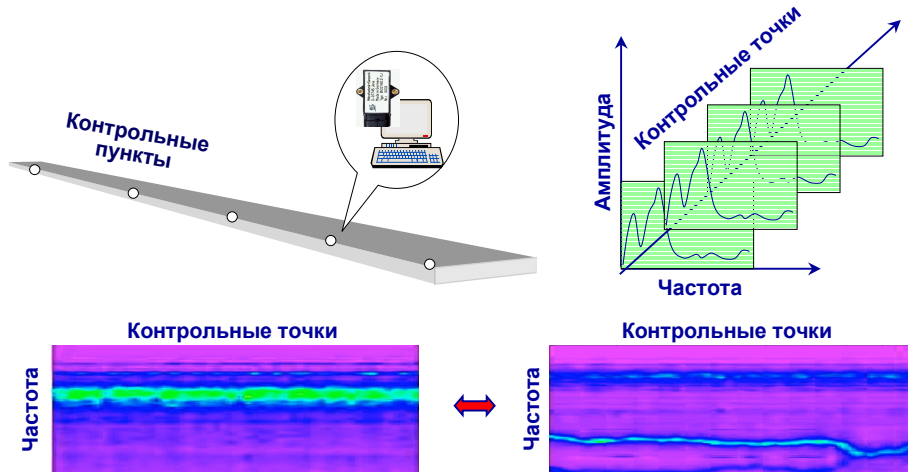 Контрольные
пункты
Контрольные точки
Амплитуда
Частота
Контрольные точки
Частота
Контрольные точки
Частота